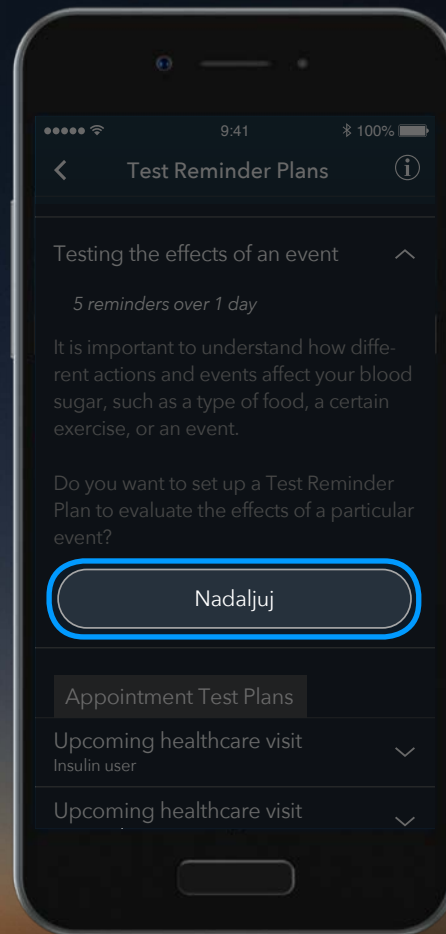 9:41
100%
Test Reminder Plans
Testing the effects of an event
5 reminders over 1 day
It is important to understand how diffe-
rent actions and events affect your blood
sugar, such as a type of food, a certain
exercise, or an event.
Do you want to set up a Test Reminder
Plan to evaluate the effects of a particular
event?
Nadaljuj
Appointment Test Plans
Upcoming healthcare visit
Insulin user
Upcoming healthcare visit